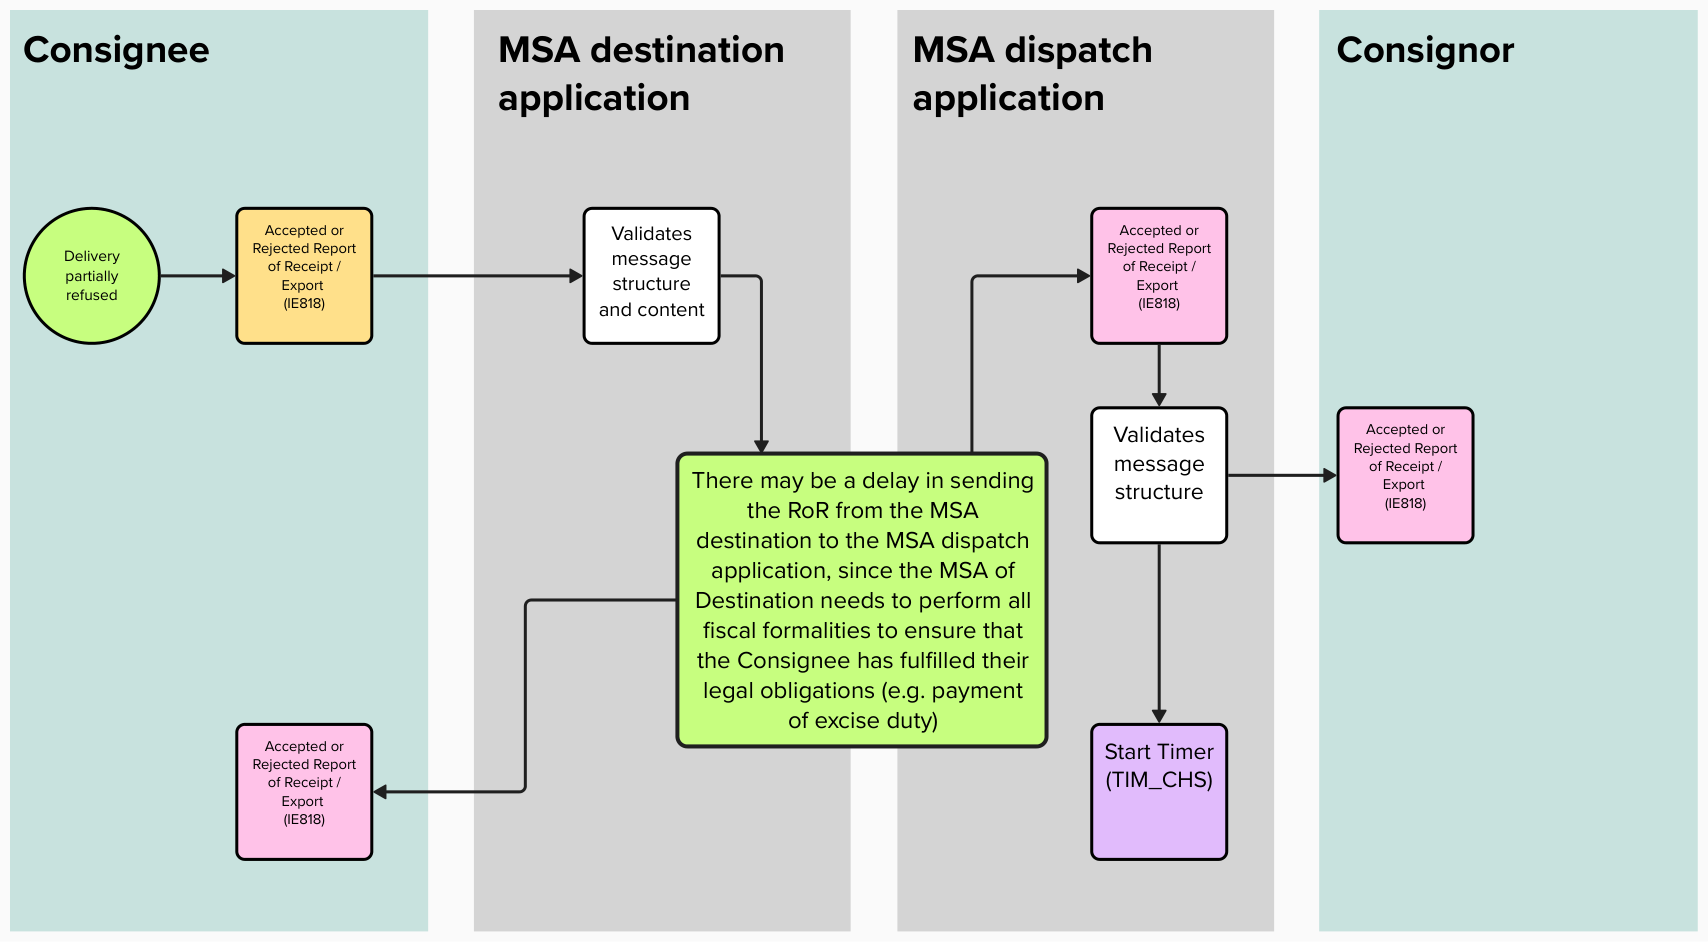 Consignee
MSA destination
application
MSA dispatch
application
Consignor
Delivery
partially
refused
Accepted or
Rejected Report
of Receipt /
Export
(IE818)
Validates
message
structure
and content
Accepted or
Rejected Report
of Receipt /
Export
(IE818)
Validates
message
structure
Accepted or
Rejected Report
of Receipt /
Export
(IE818)
There may be a delay in sending
the RoR from the MSA
destination to the MSA dispatch
application, since the MSA of
Destination needs to perform all
fiscal formalities to ensure that
the Consignee has fulfilled their
legal obligations (e.g. payment
of excise duty)
Accepted or
Rejected Report
of Receipt /
Export
(IE818)
Start Timer
(TIM_CHS)